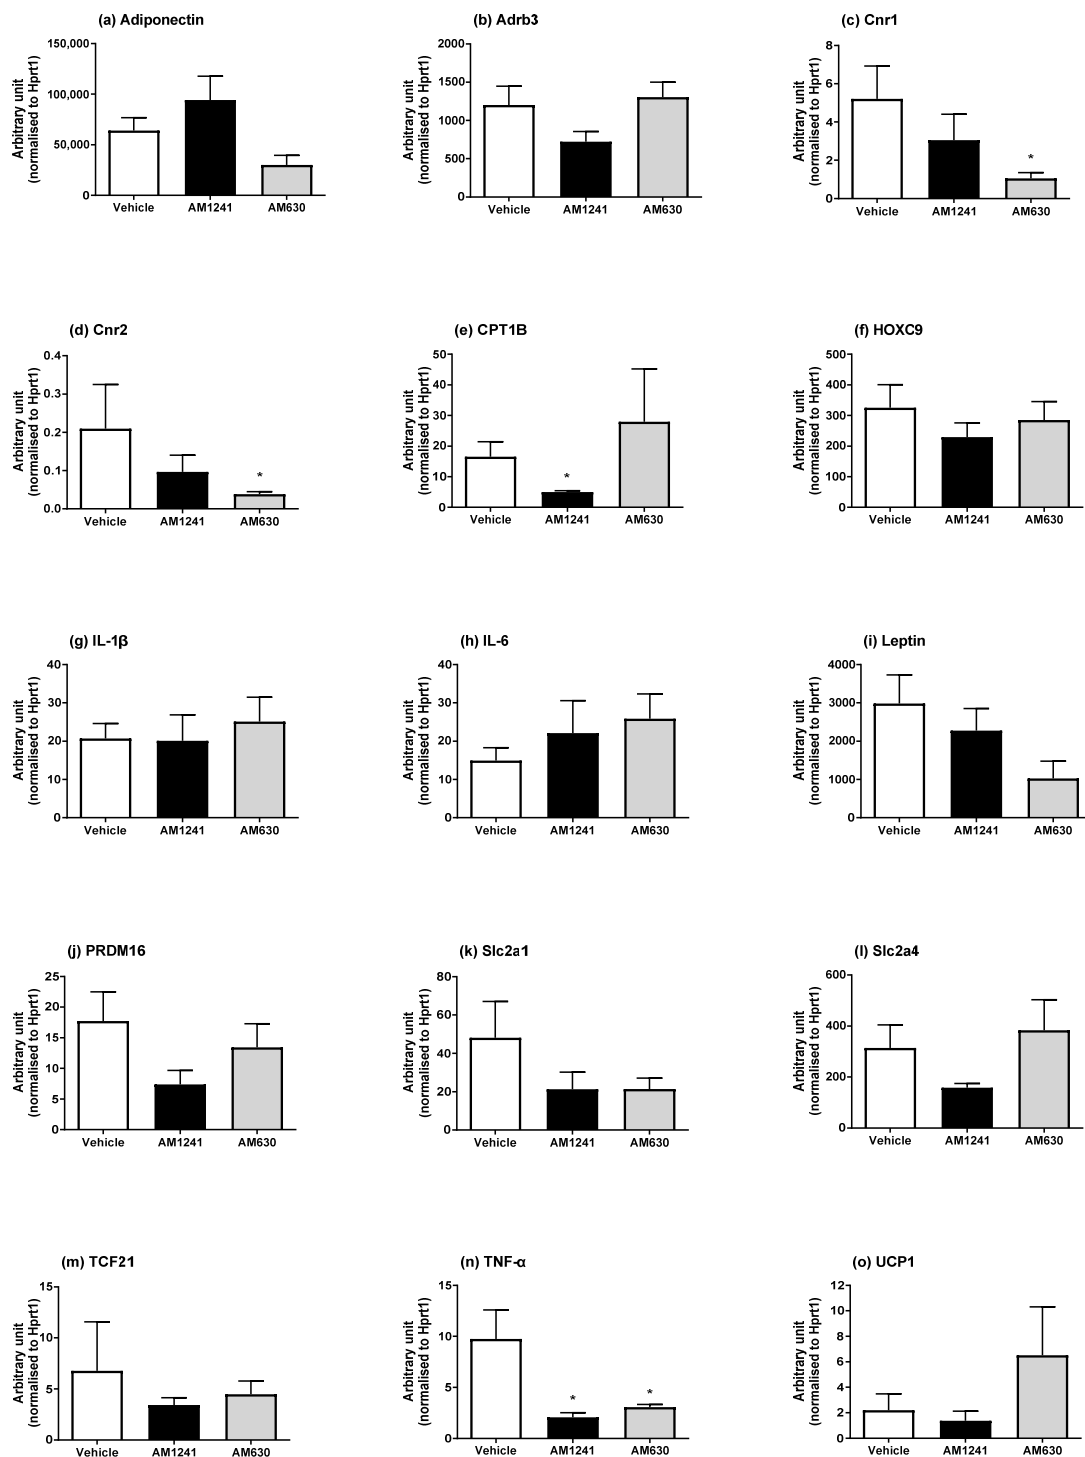 (a) Adiponectin
Arbitrary unit
(normalised to Hprt1)
150,000
100,000
50,000
0
Vehicle AM1241 AM630
(b) Adrb3
Arbitrary unit
(normalised to Hprt1)
2000
1500
1000
500
0
Vehicle AM1241 AM630
(c) Cnr1
Arbitrary unit
(normalised to Hprt1)
8
6
4
2
0
*
Vehicle AM1241 AM630
(d) Cnr2
Arbitrary unit
(normalised to Hprt1)
0.4
0.3
0.2
0.1
0.0
*
Vehicle AM1241 AM630
(e) CPT1B
Arbitrary unit
(normalised to Hprt1)
50
40
30
20
10
0
*
Vehicle AM1241 AM630
(f) HOXC9
Arbitrary unit
(normalised to Hprt1)
500
400
300
200
100
0
Vehicle AM1241 AM630
(g) IL-1β
Arbitrary unit
(normalised to Hprt1)
40
30
20
10
0
Vehicle AM1241 AM630
(h) IL-6
Arbitrary unit
(normalised to Hprt1)
40
30
20
10
0
Vehicle AM1241 AM630
(i) Leptin
Arbitrary unit
(normalised to Hprt1)
4000
3000
2000
1000
0
Vehicle AM1241 AM630
(j) PRDM16
Arbitrary unit
(normalised to Hprt1)
25
20
15
10
5
0
Vehicle AM1241 AM630
(k) Slc2a1
Arbitrary unit
(normalised to Hprt1)
80
60
40
20
0
Vehicle AM1241 AM630
(l) Slc2a4
Arbitrary unit
(normalised to Hprt1)
600
400
200
0
Vehicle AM1241 AM630
(m) TCF21
Arbitrary unit
(normalised to Hprt1)
15
10
5
0
Vehicle AM1241 AM630
(n) TNF-α
Arbitrary unit
(normalised to Hprt1)
15
10
5
0
* *
Vehicle AM1241 AM630
(o) UCP1
Arbitrary unit
(normalised to Hprt1)
12
10
8
6
4
2
0
Vehicle AM1241 AM630